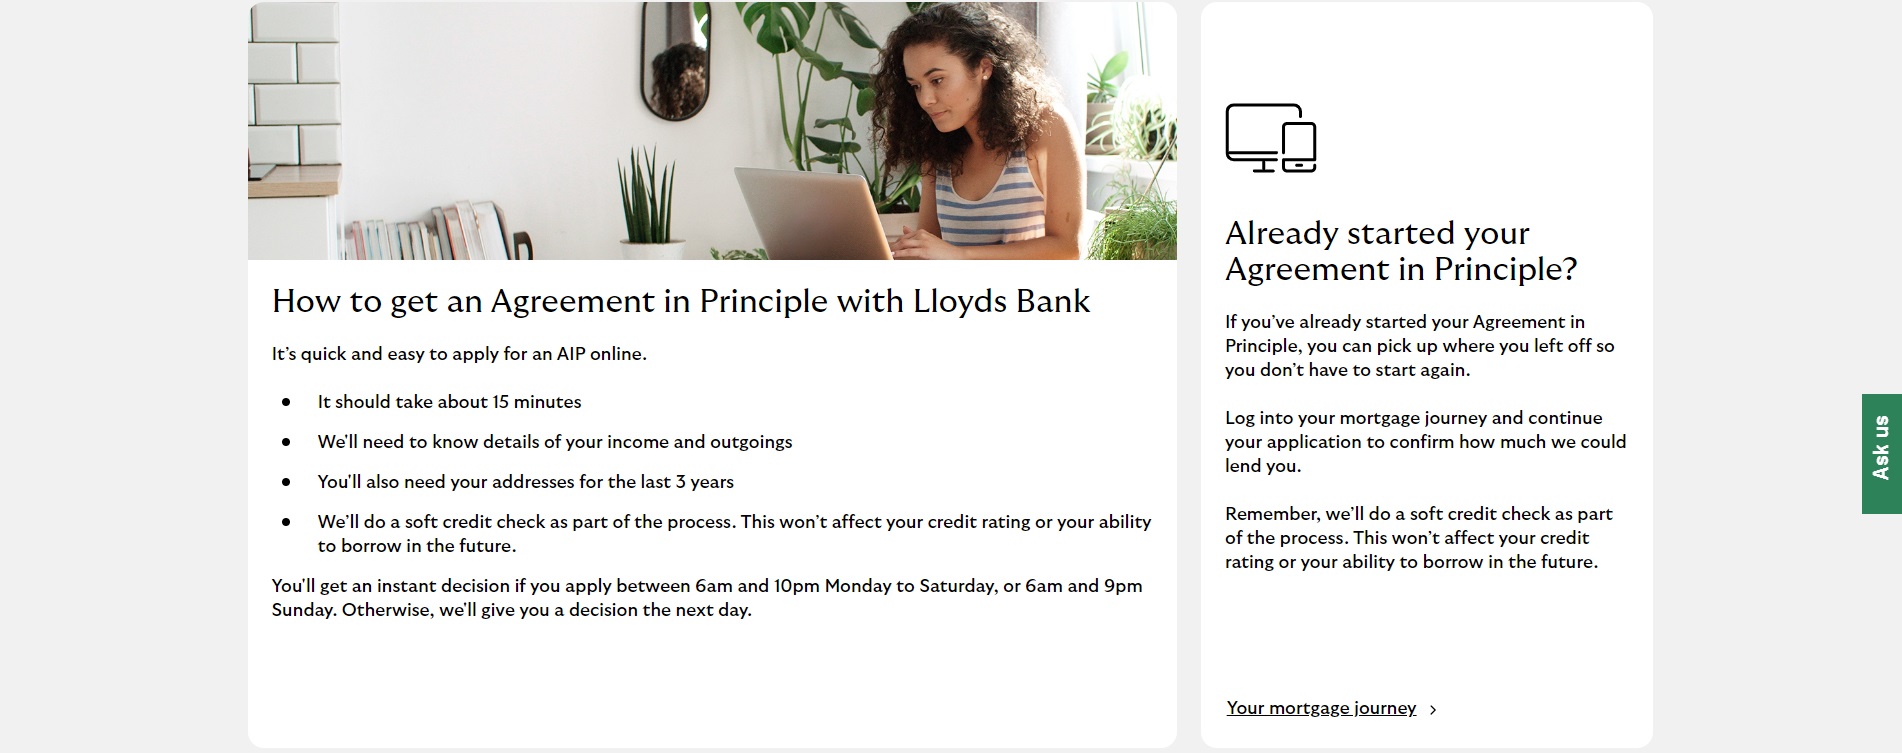 How to get an Agreement in Principle with Lloyds Bank
It’s quick and easy to apply for an AIP online.
It should take about 15 minutes
We'll need to know details of your income and outgoings
You'll also need your addresses for the last 3 years
We’ll do a soft credit check as part of the process. This won’t affect your credit rating or your ability
to borrow in the future.
You'll get an instant decision if you apply between 6am and 10pm Monday to Saturday, or 6am and 9pm
Sunday. Otherwise, we'll give you a decision the next day.
Already started your
Agreement in Principle?
If you’ve already started your Agreement in
Principle, you can pick up where you left off so
you don’t have to start again.
Log into your mortgage journey and continue
your application to confirm how much we could
lend you.
Remember, we’ll do a soft credit check as part
of the process. This won’t affect your credit
rating or your ability to borrow in the future.
Your mortgage journey
Ask us